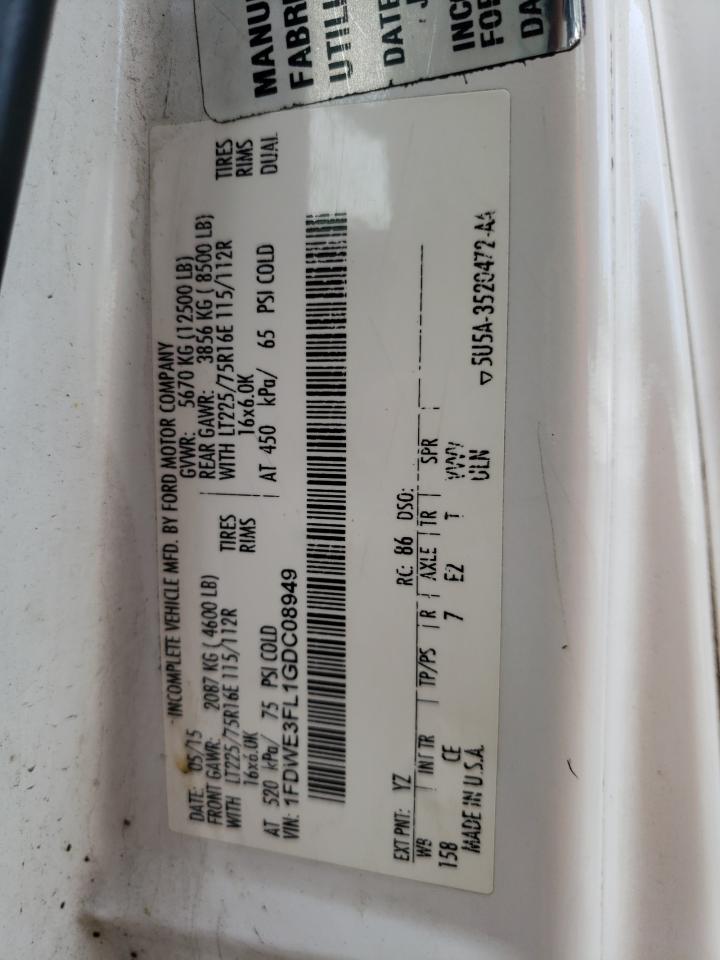 MANU
FABR
UTILI
DATE
INC
FOR
DA
INCOMPLETE VEHICLE MFD. BY FORD MOTOR COMPANY
DATE: 05/15 GVWR: 5670 KG (12500 LB)
FRONT GAWR: 2087 KG ( 4600 LB) REAR GAWR: 3856 KG ( 8500 LB)
WITH LT225/75R16E 115/112R TIRES WITH LT225/75R16E 115/112R TIRES
16x6.0K RIMS 16x6.0K RIMS
AT 520 kPa/ 75 PSI COLD AT 450 kPa/ 65 PSI COLD DUAL
VIN: 1FDWE3FL1GDC08949
EXT PNT: YZ RC: 86 DSO:
WB INT TR TP/PS R AXLE TR SPR
158 CE 7 E2 T VWVV
MADE IN U.S.A. ULN
▽ 5U5A-3520472-AA